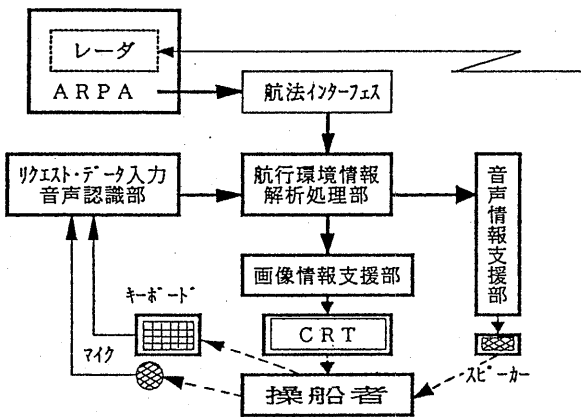 レーダ
ARPA
航法インターフェス
リクエスト・データ入力
音声認識部
航行環境情報
解析処理部
音声情報支援部
画像情報支援部
キーボード
CRT
マイク
スピーカー
操船者